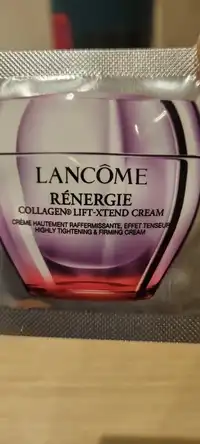 LANCÔME
RÉNERGIE
COLLAGEN® LIFT-XTEND CREAM
CRÈME HAUTEMENT RAFFERMISSANTE, EFFET TENSEUR
HIGHLY TIGHTENING & FIRMING CREAM